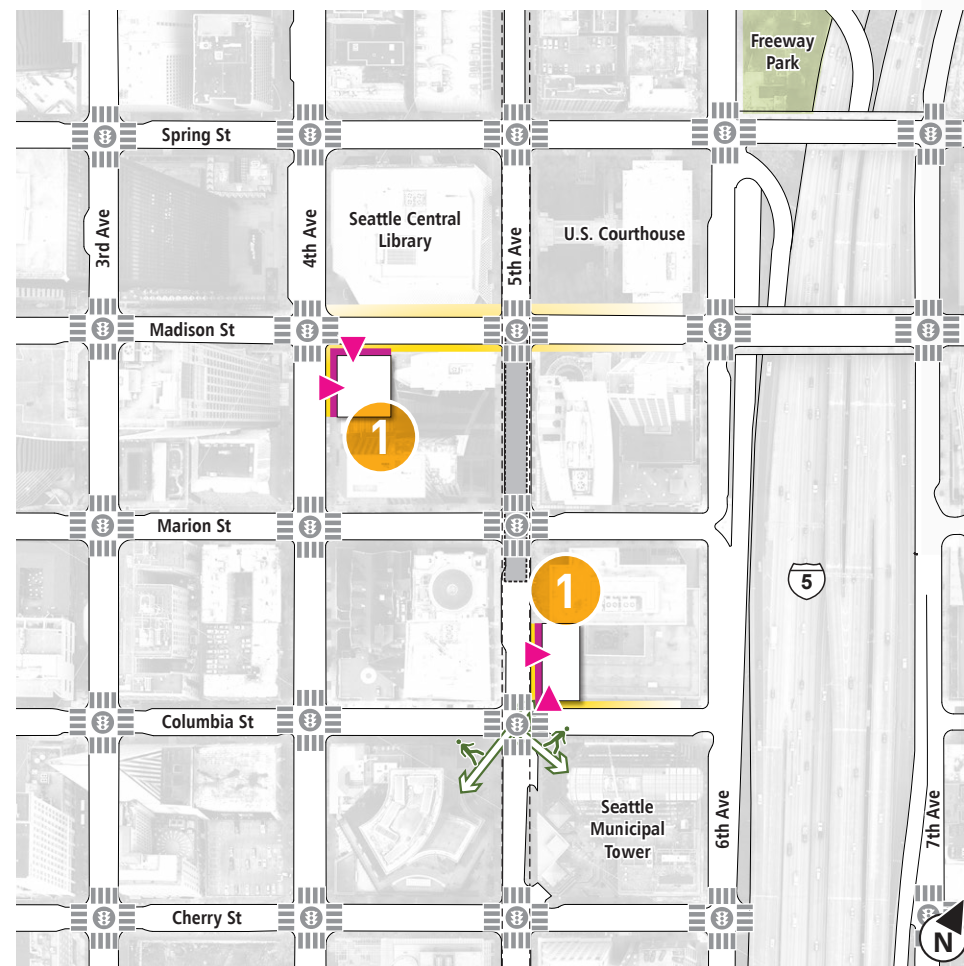 Freeway
Park
Spring St
3rd Ave
4th Ave
Seattle Central
Library
5th Ave
U.S. Courthouse
Madison St
1
Marion St
5
1
Columbia St
Seattle
Municipal
Tower
6th Ave
7th Ave
Cherry St
N